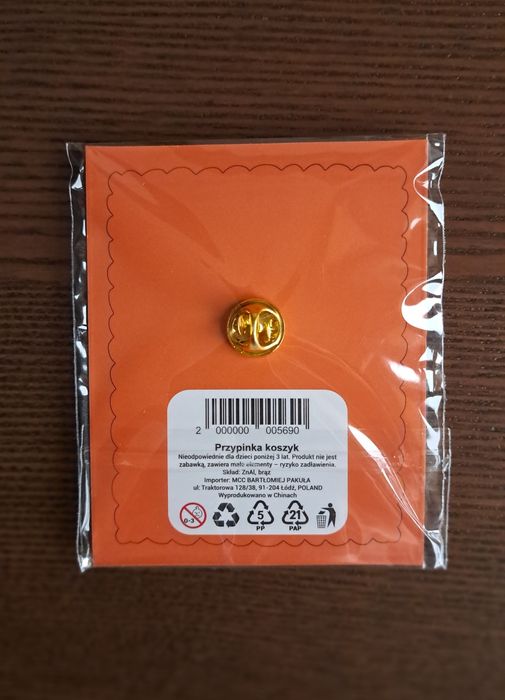 2 000000 005690
Przypinka koszyk
Nieodpowiednie dla dzieci poniżej 3 lat. Produkt nie jest
zabawką, zawiera małe elementy – ryzyko zadławienia.
Skład: ZnAl, brąz
Importer: MCC BARTŁOMIEJ PAKUŁA
ul: Traktorowa 128/38, 91-204 Łódź, POLAND
Wyprodukowano w Chinach
0-3 5 21
PP PAP